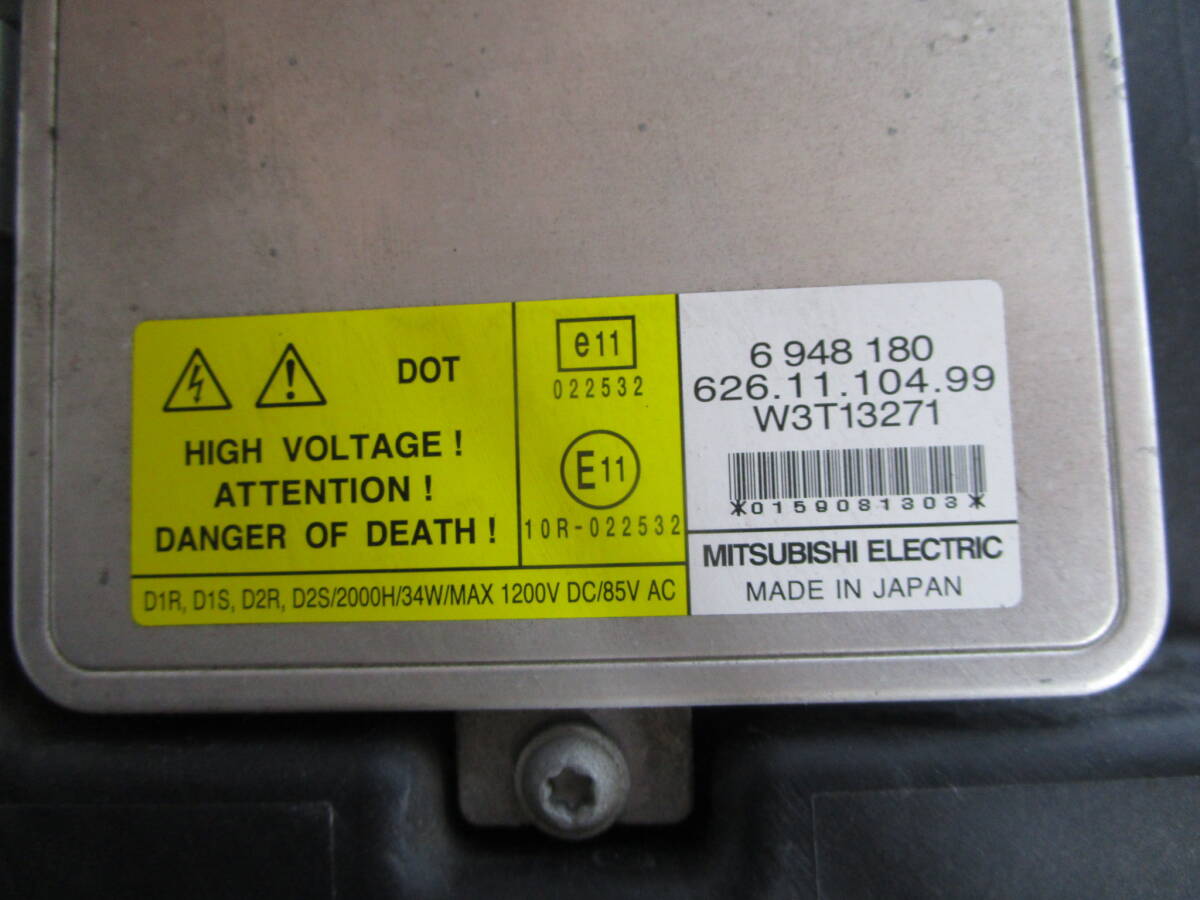 DOT
HIGH VOLTAGE !
ATTENTION !
DANGER OF DEATH !
e11
022532
E11
10R-022532
D1R, D1S, D2R, D2S/2000H/34W/MAX 1200V DC/85V AC
6 948 180
626.11.104.99
W3T13271
*0159081303*
MITSUBISHI ELECTRIC
MADE IN JAPAN